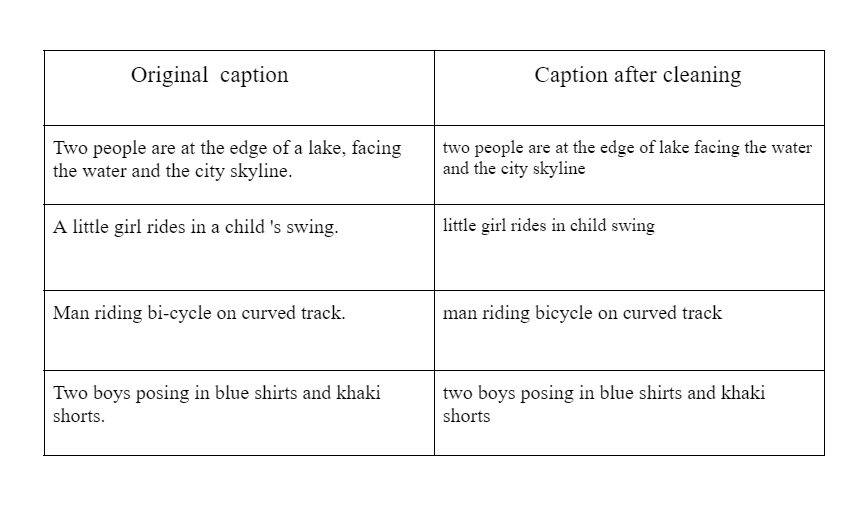 Original caption
Caption after cleaning
Two people are at the edge of a lake, facing
the water and the city skyline.
two people are at the edge of lake facing the water
and the city skyline
A little girl rides in a child 's swing.
little girl rides in child swing
Man riding bi-cycle on curved track.
man riding bicycle on curved track
Two boys posing in blue shirts and khaki
shorts.
two boys posing in blue shirts and khaki
shorts